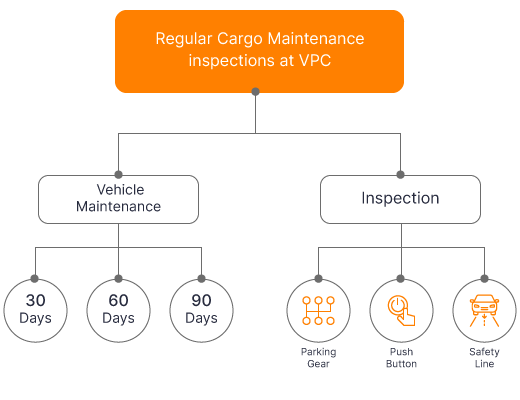 Regular Cargo Maintenance
inspections at VPC
Vehicle
Maintenance
Inspection
30
Days
60
Days
90
Days
Parking
Gear
Push
Button
Safety
Line